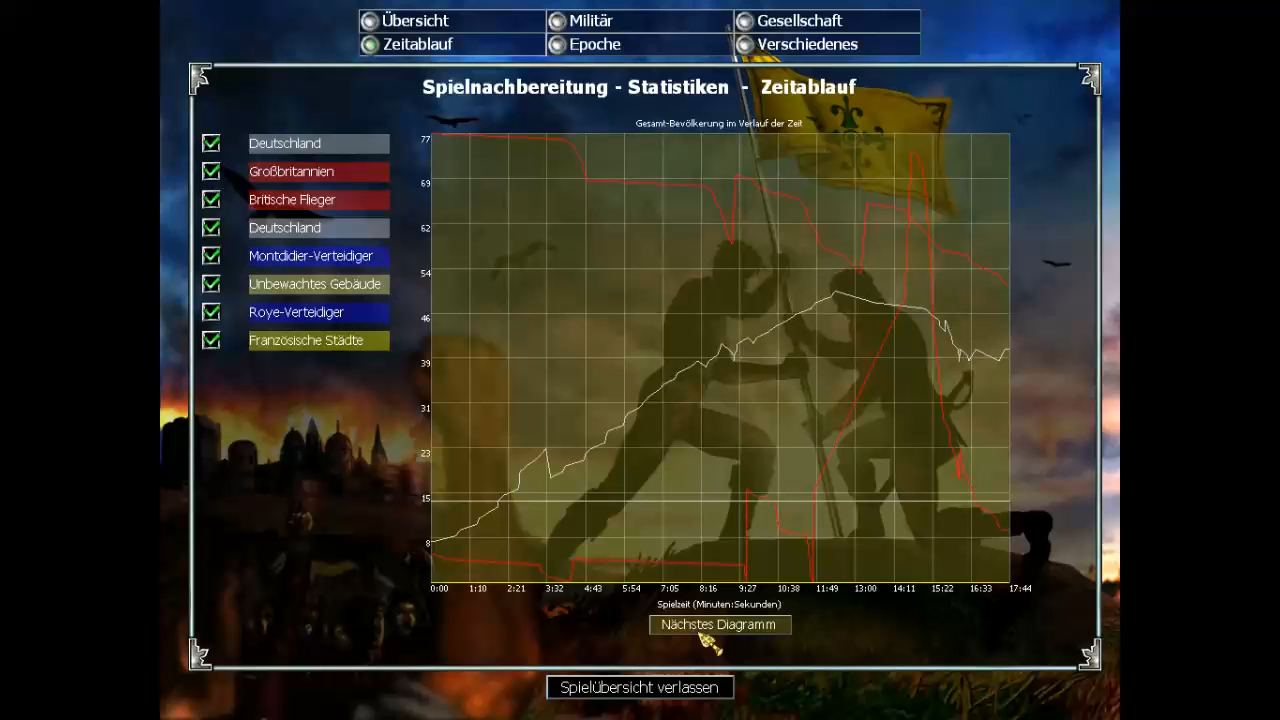 Übersicht Militär Gesellschaft
Zeitablauf Epoche Verschiedenes
Spielnachbereitung - Statistiken - Zeitablauf
Gesamt-Bevölkerung im Verlauf der Zeit
Deutschland
Großbritannien
Britische Flieger
Deutschland
Montdidier-Verteidiger
Unbewachtes Gebäude
Roye-Verteidiger
Französische Städte
77
69
62
54
46
39
31
23
15
8
0:00 1:10 2:21 3:32 4:43 5:54 7:05 8:16 9:27 10:38 11:49 13:00 14:11 15:22 16:33 17:44
Spielzeit (Minuten:Sekunden)
Nächstes Diagramm
Spielübersicht verlassen